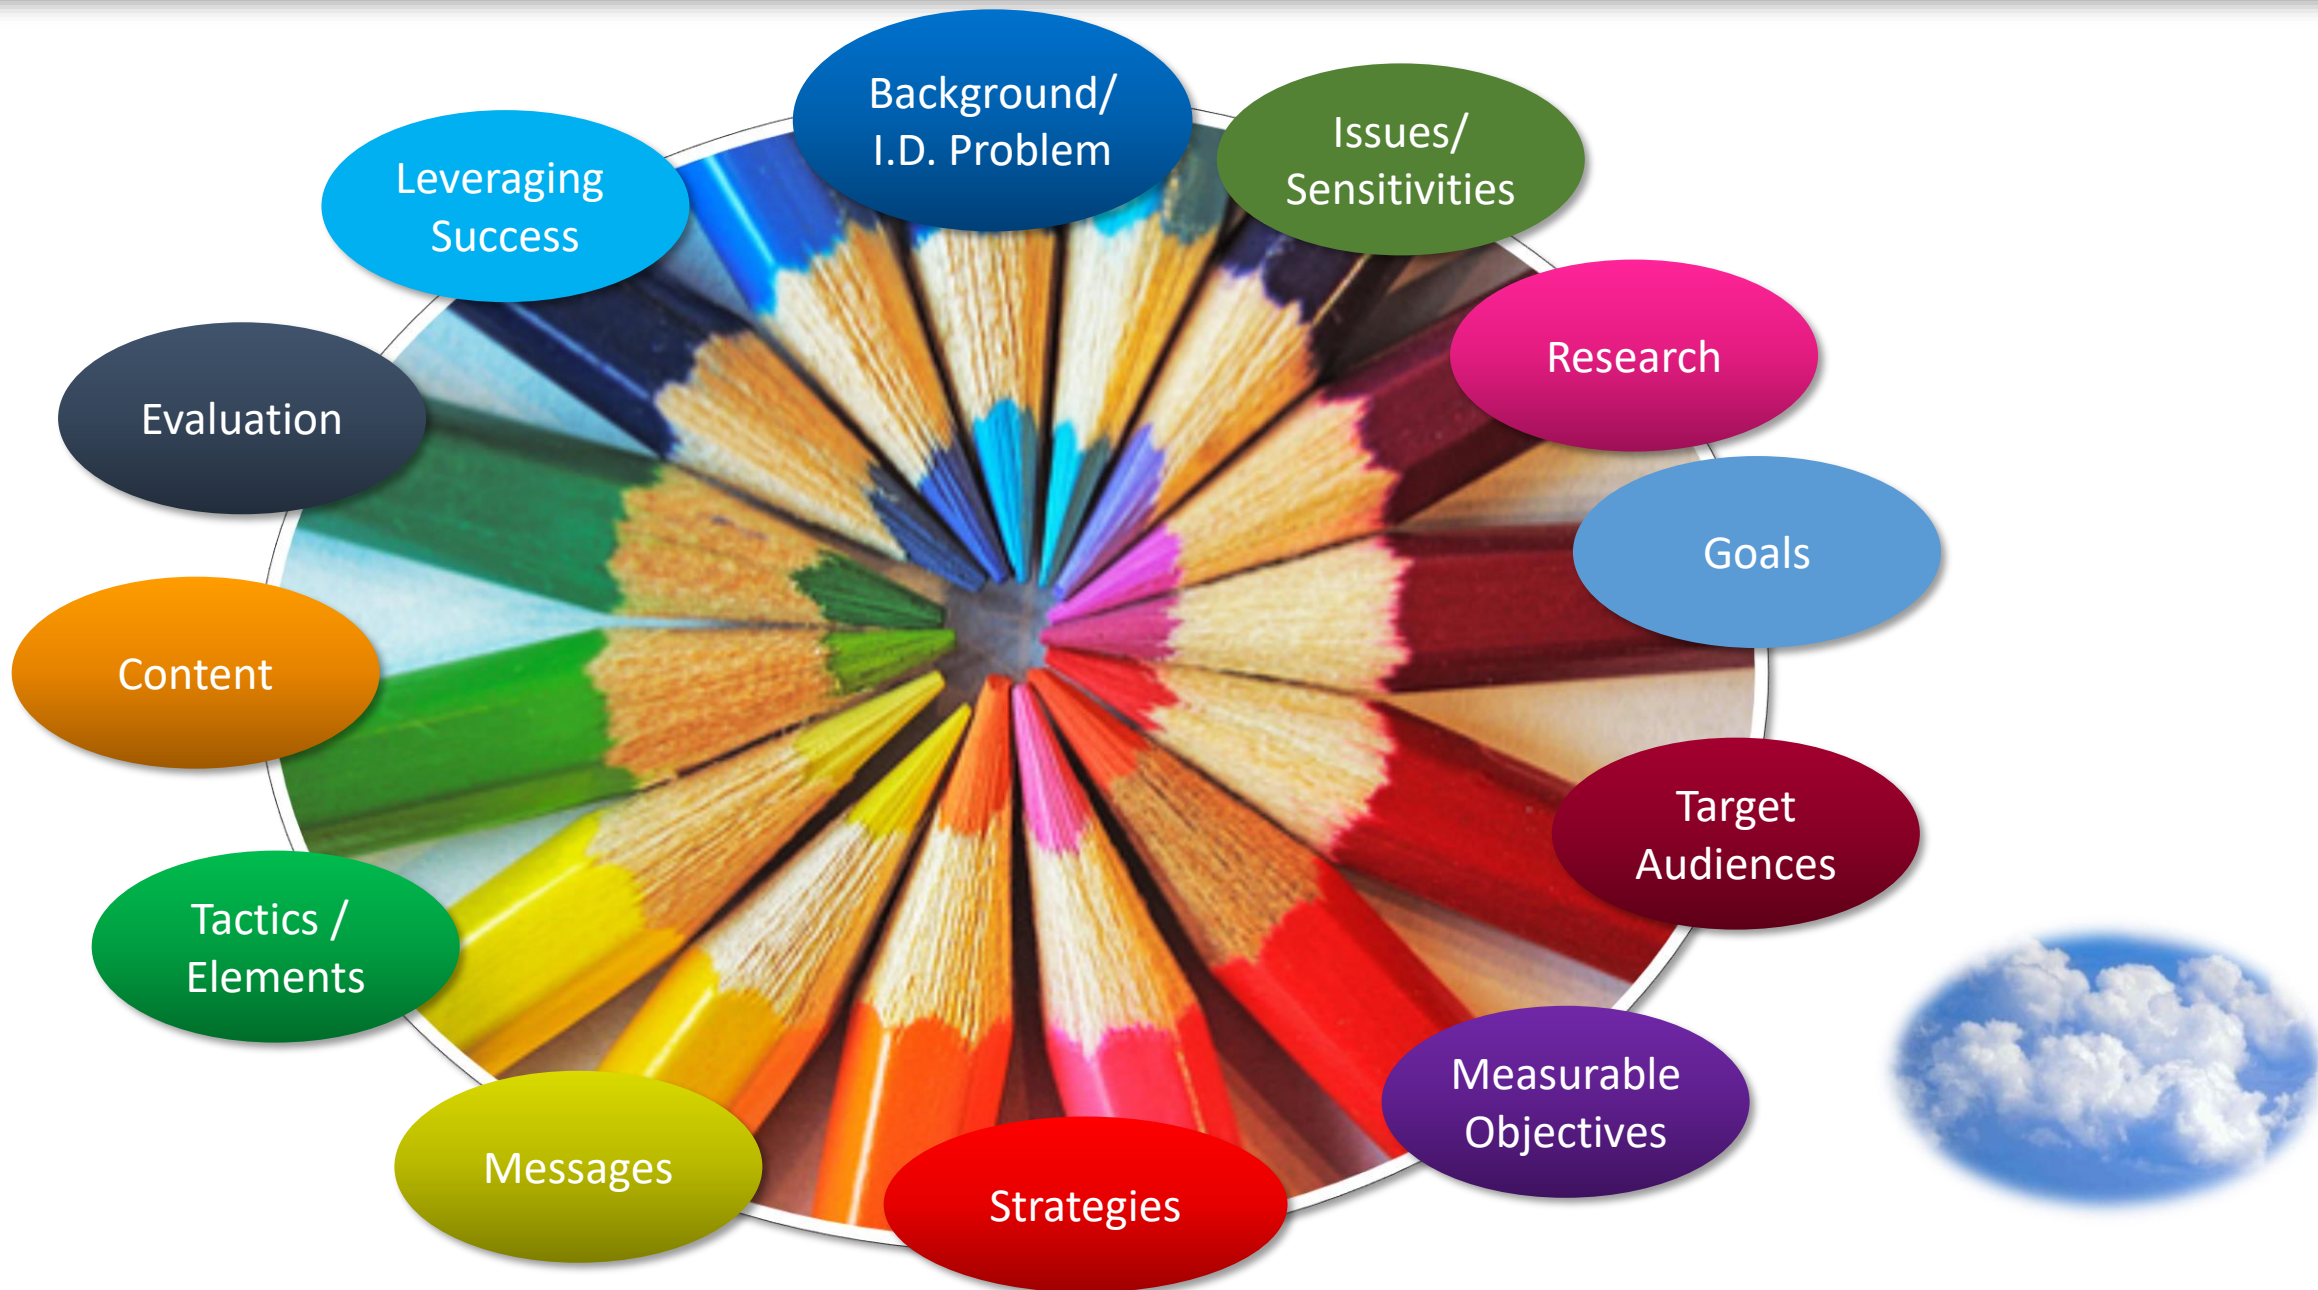 Background/
I.D. Problem
Issues/
Sensitivities
Research
Goals
Target
Audiences
Measurable
Objectives
Strategies
Messages
Tactics /
Elements
Content
Evaluation
Leveraging
Success